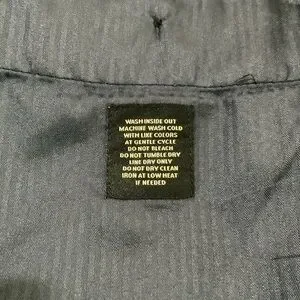 WASH INSIDE OUT
MACHINE WASH COLD
WITH LIKE COLORS
AT GENTLE CYCLE
DO NOT BLEACH
DO NOT TUMBLE DRY
LINE DRY ONLY
DO NOT DRY CLEAN
IRON AT LOW HEAT
IF NEEDED